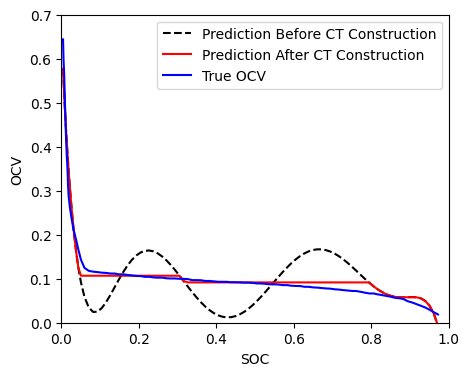 0.7
0.6
0.5
0.4
0.3
0.2
0.1
0.0
OCV
Prediction Before CT Construction
Prediction After CT Construction
True OCV
0.0 0.2 0.4 0.6 0.8 1.0
SOC